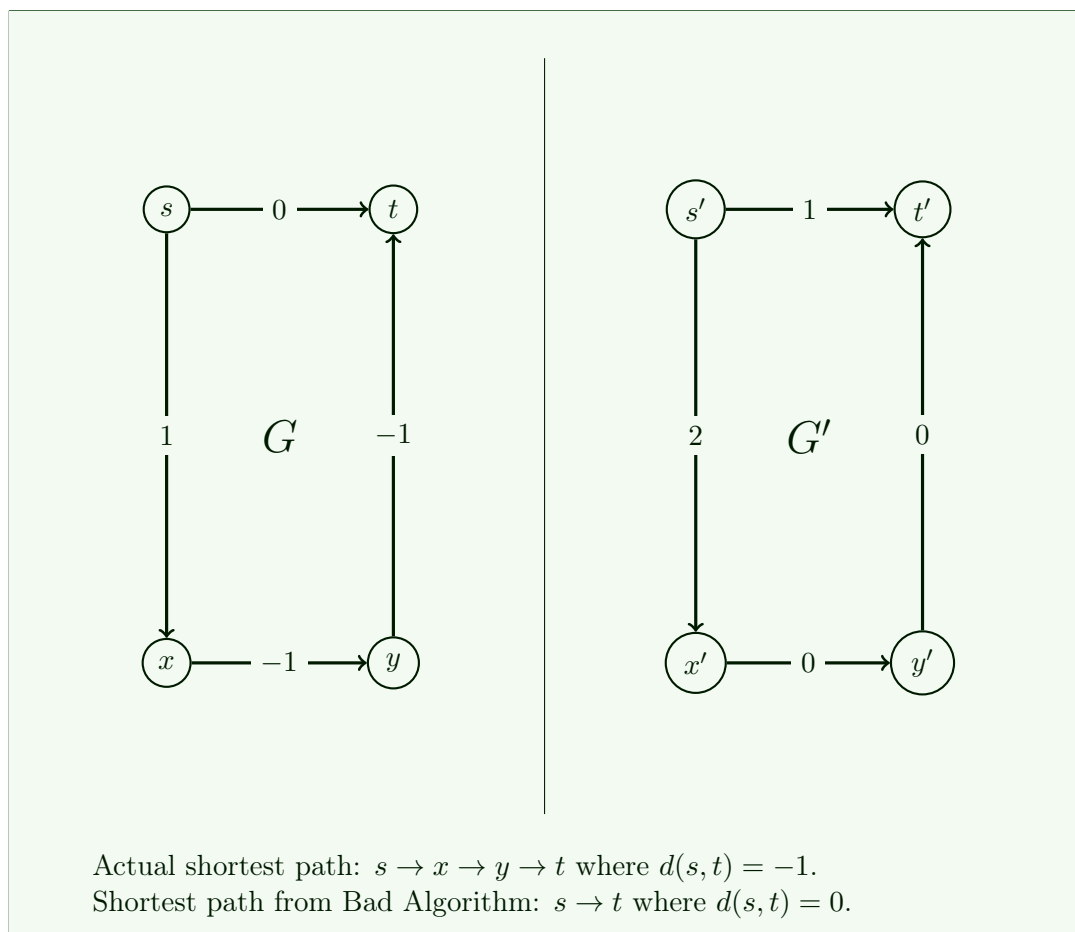 s 0 t
s′ 1 t′
1 G −1
2 G′ 0
x −1 y
x′ 0 y′
Actual shortest path: s → x → y → t where d(s, t) = −1.
Shortest path from Bad Algorithm: s → t where d(s, t) = 0.